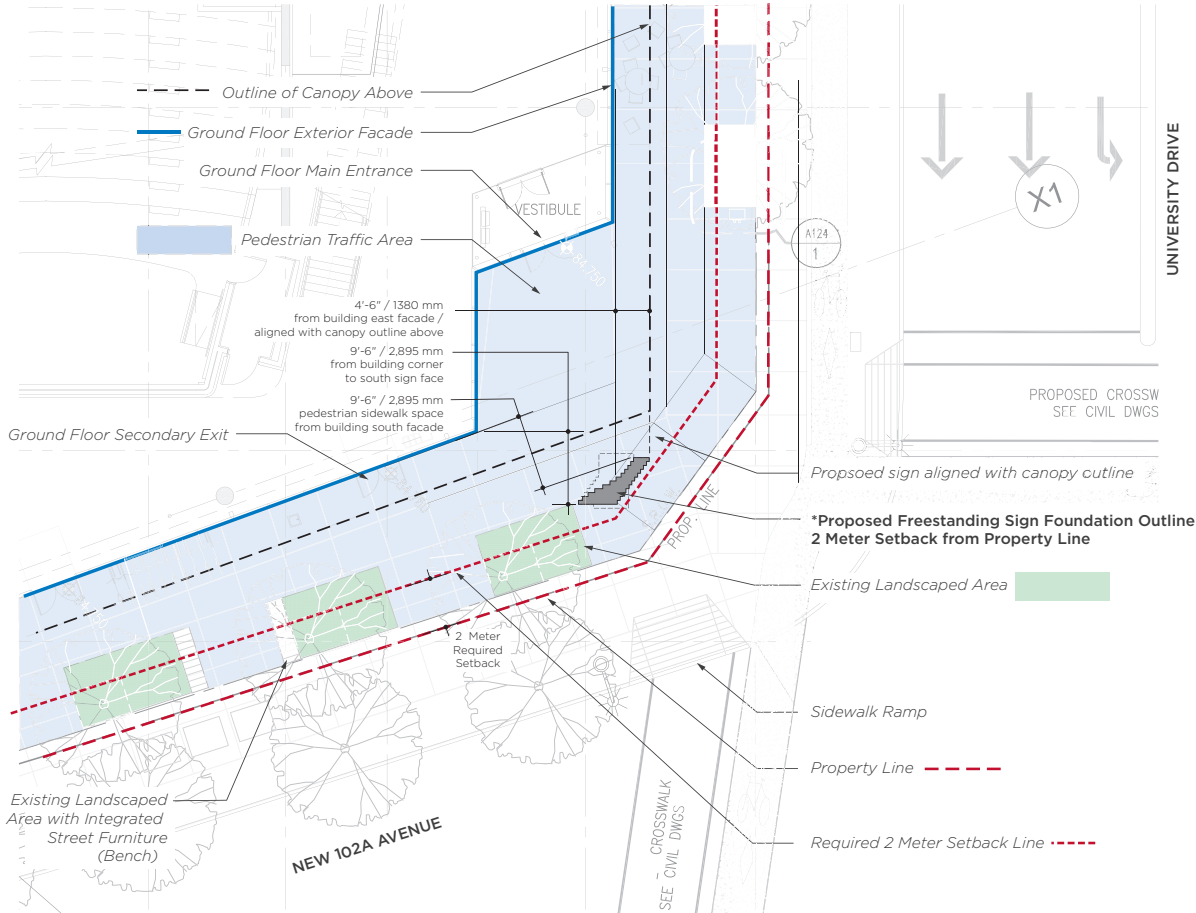 Outline of Canopy Above
Ground Floor Exterior Facade
Ground Floor Main Entrance
VESTIBULE
Pedestrian Traffic Area
84.750
4'-6" / 1380 mm
from building east facade /
aligned with canopy outline above
9'-6" / 2,895 mm
from building corner
to south sign face
9'-6" / 2,895 mm
pedestrian sidewalk space
from building south facade
Ground Floor Secondary Exit
A124
1
X1
UNIVERSITY DRIVE
PROPOSED CROSSW
SEE CIVIL DWGS
Propsoed sign aligned with canopy outline
PROP. LINE
*Proposed Freestanding Sign Foundation Outline
2 Meter Setback from Property Line
Existing Landscaped Area
2 Meter
Required
Setback
Sidewalk Ramp
Property Line
Existing Landscaped
Area with Integrated
Street Furniture
(Bench)
NEW 102A AVENUE
CROSSWALK
SEE CIVIL DWGS
Required 2 Meter Setback Line